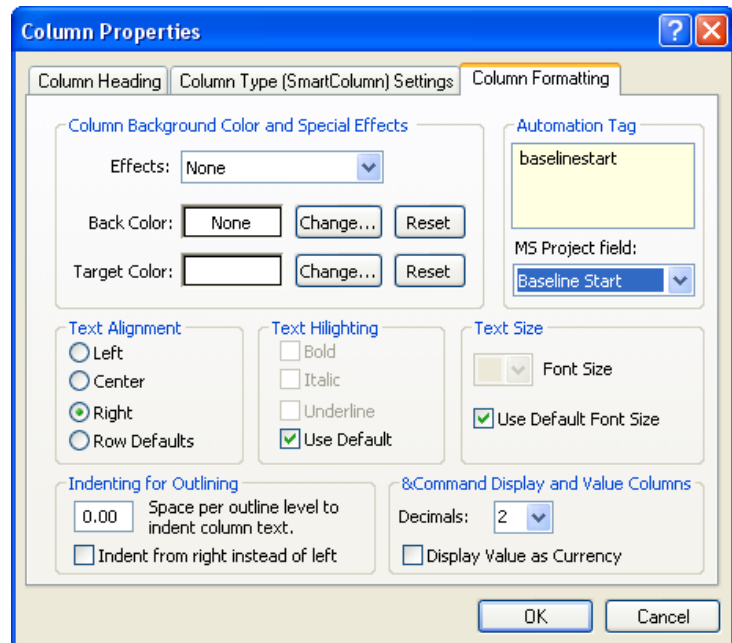 Column Properties
Column Heading
Column Type (SmartColumn) Settings
Column Formatting
Column Background Color and Special Effects
Effects: None
Back Color: None Change... Reset
Target Color: Change... Reset
Automation Tag
baselinestart
MS Project field:
Baseline Start
Text Alignment
Left
Center
Right
Row Defaults
Text Hilighting
Bold
Italic
Underline
Use Default
Text Size
Font Size
Use Default Font Size
Indenting for Outlining
0.00 Space per outline level to
indent column text.
Indent from right instead of left
&Command Display and Value Columns
Decimals: 2
Display Value as Currency
OK Cancel